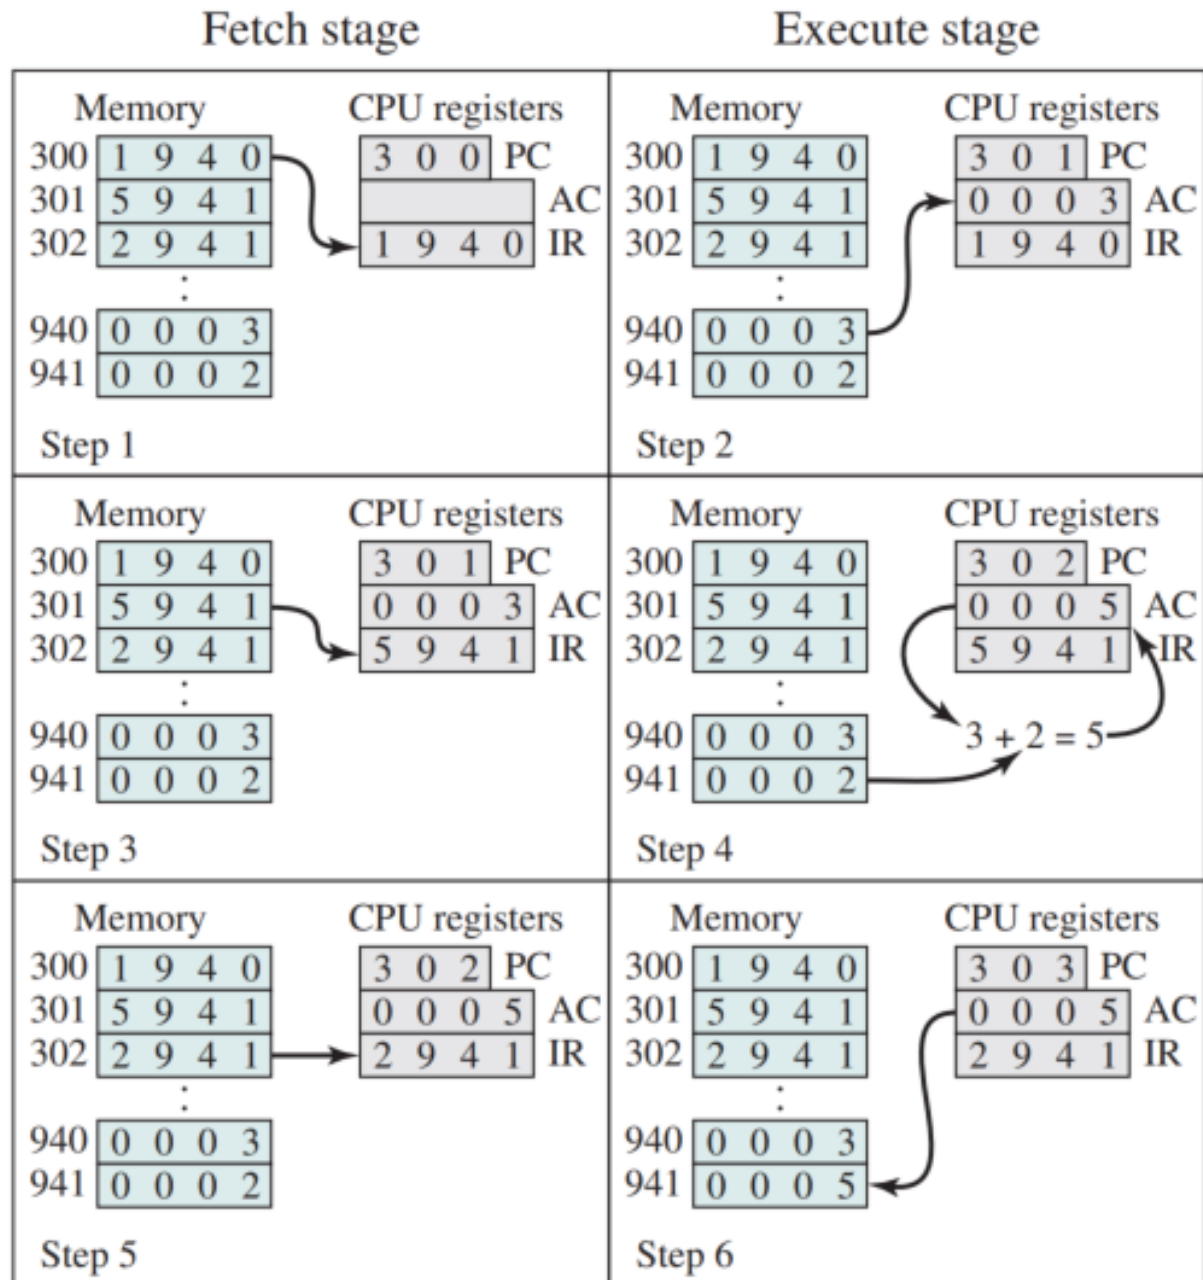 Fetch stage
Execute stage
Memory CPU registers
300 1 9 4 0 3 0 0 PC
301 5 9 4 1 AC
302 2 9 4 1 1 9 4 0 IR
940 0 0 0 3
941 0 0 0 2
Step 1
Memory CPU registers
300 1 9 4 0 3 0 1 PC
301 5 9 4 1 0 0 0 3 AC
302 2 9 4 1 1 9 4 0 IR
940 0 0 0 3
941 0 0 0 2
Step 2
Memory CPU registers
300 1 9 4 0 3 0 1 PC
301 5 9 4 1 0 0 0 3 AC
302 2 9 4 1 5 9 4 1 IR
940 0 0 0 3
941 0 0 0 2
Step 3
Memory CPU registers
300 1 9 4 0 3 0 2 PC
301 5 9 4 1 0 0 0 5 AC
302 2 9 4 1 5 9 4 1 IR
940 0 0 0 3 3 + 2 = 5
941 0 0 0 2
Step 4
Memory CPU registers
300 1 9 4 0 3 0 2 PC
301 5 9 4 1 0 0 0 5 AC
302 2 9 4 1 2 9 4 1 IR
940 0 0 0 3
941 0 0 0 2
Step 5
Memory CPU registers
300 1 9 4 0 3 0 3 PC
301 5 9 4 1 0 0 0 5 AC
302 2 9 4 1 2 9 4 1 IR
940 0 0 0 3
941 0 0 0 5
Step 6